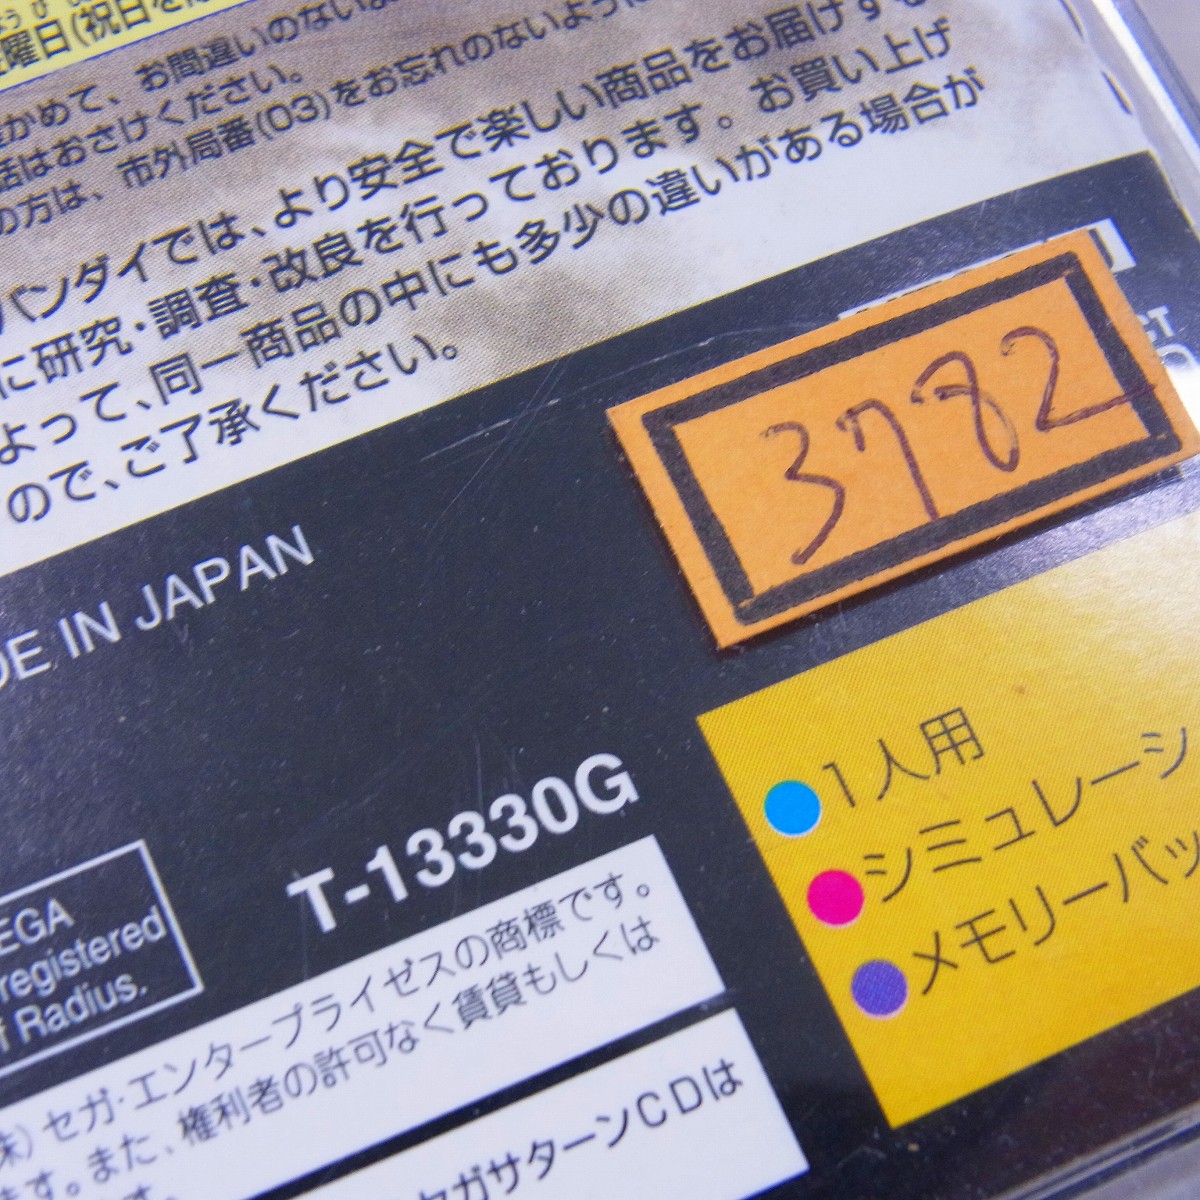 曜日(祝日を
かめて、お間違いのない
話はおさけください。
の方は、市外局番(03)をお忘れのないように
バンダイでは、より安全で楽しい商品をお届けする
に研究・調査・改良を行っております。お買い上げ
よって、同一商品の中にも多少の違いがある場合が
ので、ご了承ください。
3782
DE IN JAPAN
T-13330G
1人用
シミュレーシ
メモリーバッ
EGA
registered
f Radius.
株)セガ・エンタープライゼスの商標です。
ます。また、権利者の許可なく賃貸もしくは
ガサターンCDは